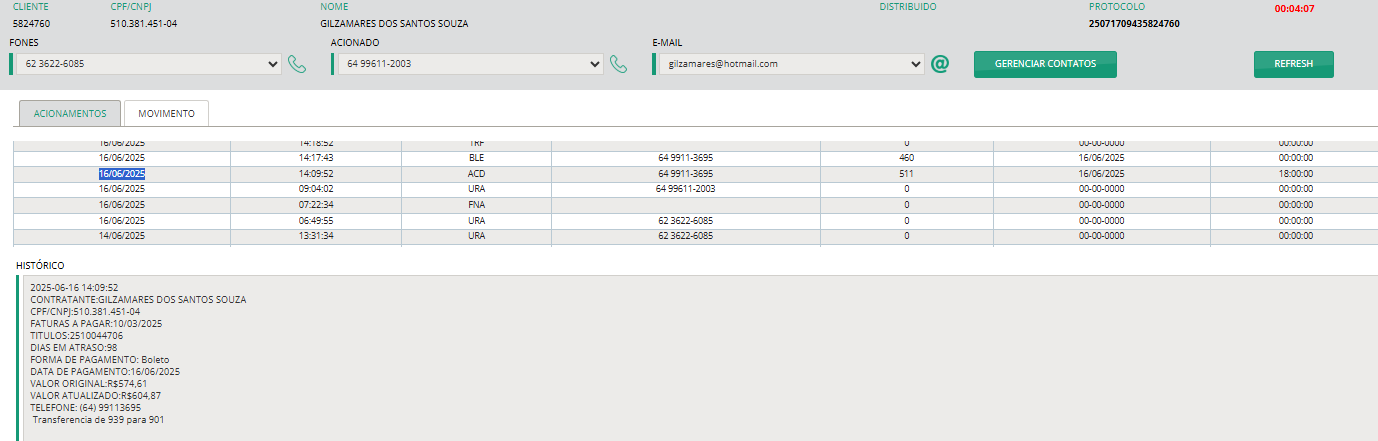 CLIENTE CPF/CNPJ NOME DISTRIBUIDO PROTOCOLO 00:04:07
5824760 510.381.451-04 GILZAMARES DOS SANTOS SOUZA 25071709435824760
FONES ACIONADO E-MAIL
62 3622-6085 64 99611-2003 gilzamares@hotmail.com @ GERENCIAR CONTATOS REFRESH
ACIONAMENTOS MOVIMENTO
16/06/2025 14:18:52 TRF 0 00-00-0000 00:00:00
16/06/2025 14:17:43 BLE 64 9911-3695 460 16/06/2025 00:00:00
16/06/2025 14:09:52 ACD 64 9911-3695 511 16/06/2025 18:00:00
16/06/2025 09:04:02 URA 64 99611-2003 0 00-00-0000 00:00:00
16/06/2025 07:22:34 FNA 0 00-00-0000 00:00:00
16/06/2025 06:49:55 URA 62 3622-6085 0 00-00-0000 00:00:00
14/06/2025 13:31:34 URA 62 3622-6085 0 00-00-0000 00:00:00
HISTÓRICO
2025-06-16 14:09:52
CONTRATANTE:GILZAMARES DOS SANTOS SOUZA
CPF/CNPJ:510.381.451-04
FATURAS A PAGAR:10/03/2025
TITULOS:2510044706
DIAS EM ATRASO:98
FORMA DE PAGAMENTO: Boleto
DATA DE PAGAMENTO:16/06/2025
VALOR ORIGINAL:R$574,61
VALOR ATUALIZADO:R$604,87
TELEFONE: (64) 99113695
Transferencia de 939 para 901